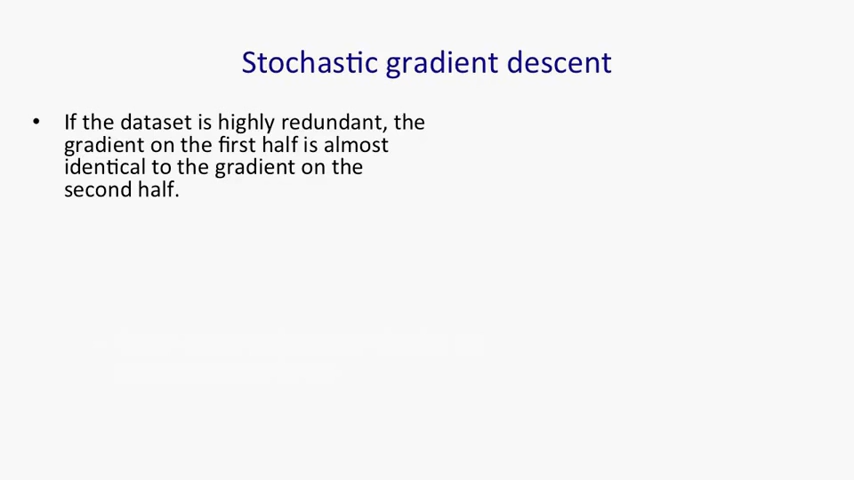 Stochastic gradient descent
• If the dataset is highly redundant, the
gradient on the first half is almost
identical to the gradient on the
second half.